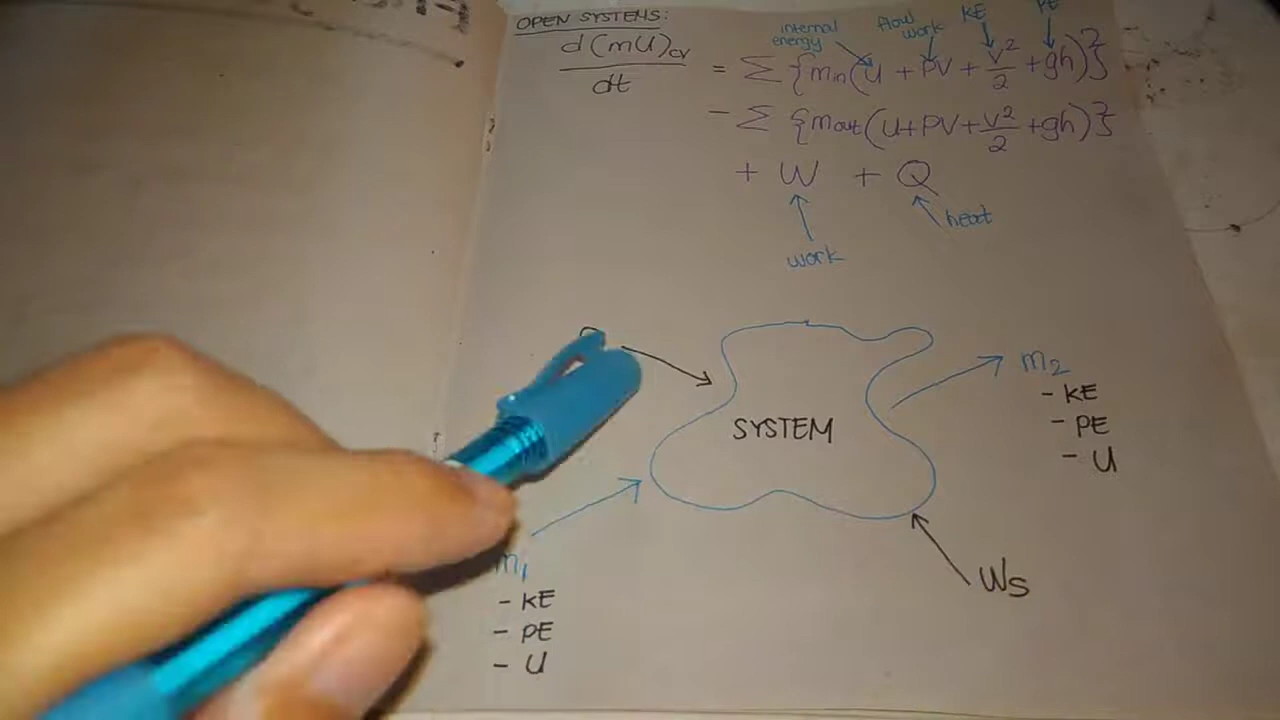 OPEN SYSTEMS:
internal energy
flow work
KE
PE
d(mU)cv / dt = Σ {min(U + PV + v²/2 + gh)}
- Σ {mout(U+PV+v²/2+gh)}
+ W + Q
heat
work
SYSTEM
m2
- KE
- PE
- U
m1
- KE
- PE
- U
Ws